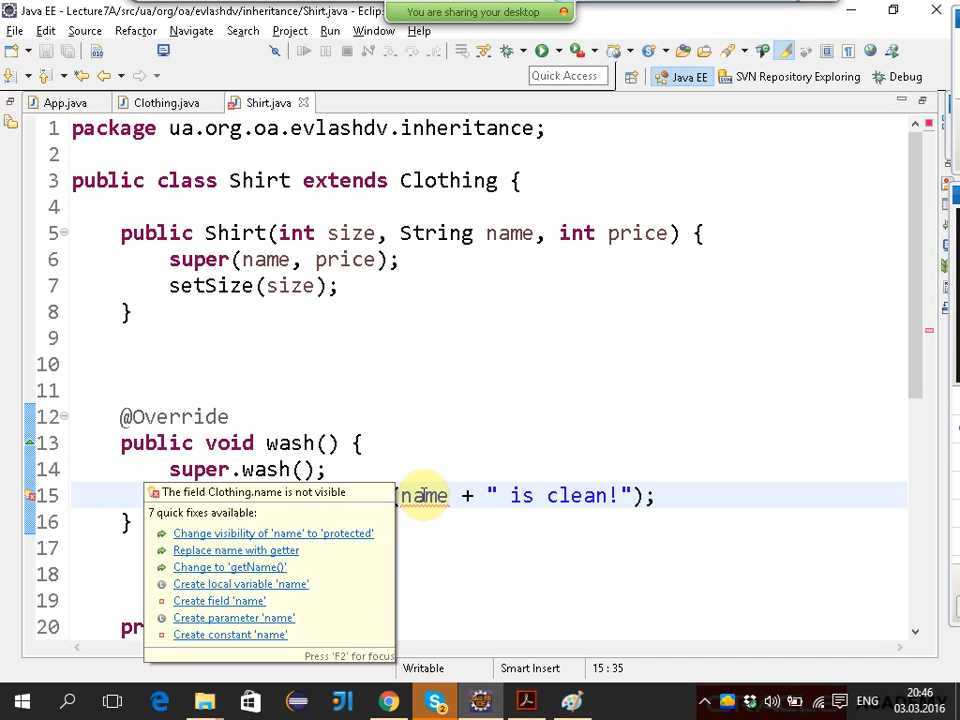 Java EE - Lecture7A/src/ua/org/oa/evlashdv/inheritance/Shirt.java - Eclip
You are sharing your desktop
File Edit Source Refactor Navigate Search Project Run Window Help
Quick Access
Java EE SVN Repository Exploring Debug
App.java Clothing.java Shirt.java
1 package ua.org.oa.evlashdv.inheritance;
2
3 public class Shirt extends Clothing {
4
5 public Shirt(int size, String name, int price) {
6 super(name, price);
7 setSize(size);
8 }
9
10
11
12 @Override
13 public void wash() {
14 super.wash();
15 (name + " is clean!");
16 }
17
18
19
20 pr
The field Clothing.name is not visible
7 quick fixes available:
Change visibility of 'name' to 'protected'
Replace name with getter
Change to 'getName()'
Create local variable 'name'
Create field 'name'
Create parameter 'name'
Create constant 'name'
Press 'F2' for focus
Writable Smart Insert 15 : 35
ENG
20:46
03.03.2016